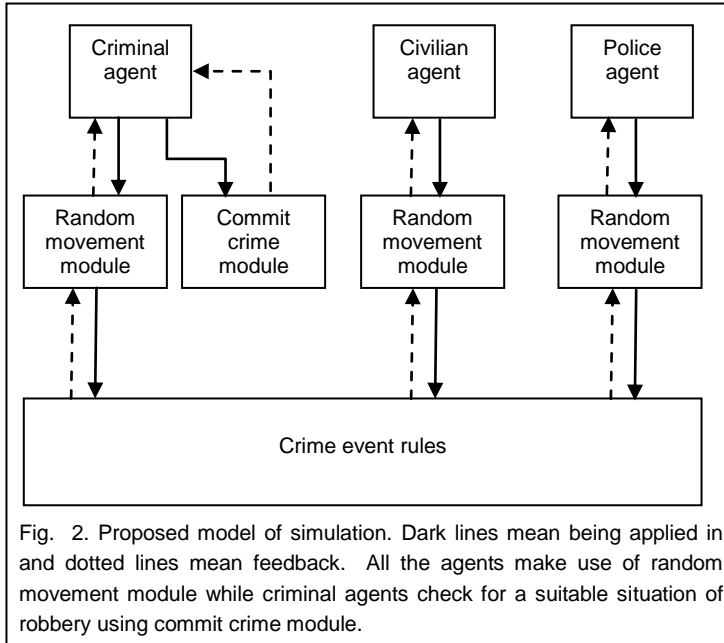 Criminal
agent
Civilian
agent
Police
agent
Random
movement
module
Commit
crime
module
Random
movement
module
Random
movement
module
Crime event rules
Fig. 2. Proposed model of simulation. Dark lines mean being applied in
and dotted lines mean feedback. All the agents make use of random
movement module while criminal agents check for a suitable situation of
robbery using commit crime module.